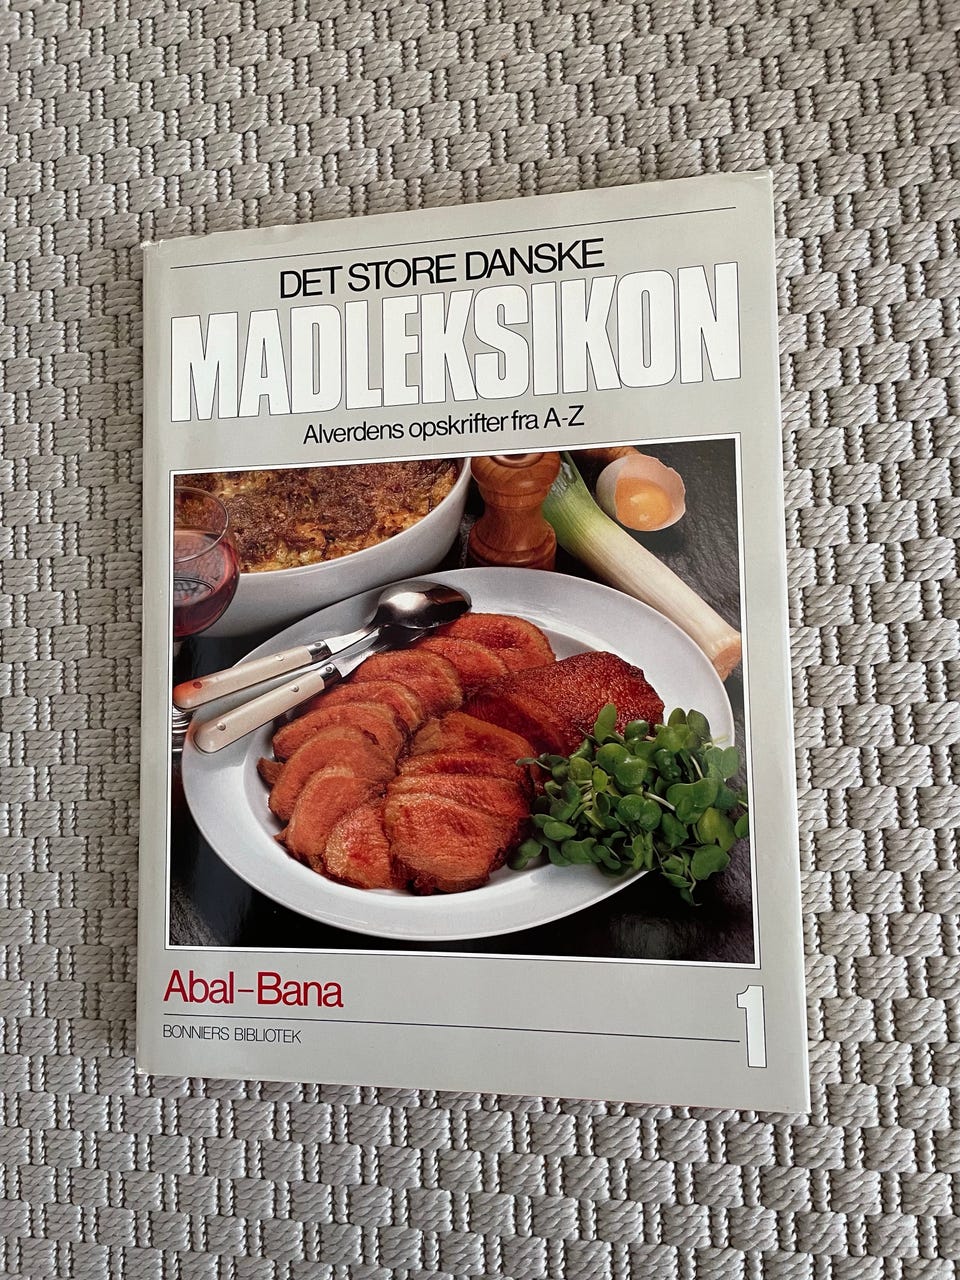 DET STORE DANSKE
MADLEKSIKON
Alverdens opskrifter fra A-Z
Abal-Bana
BONNIERS BIBLIOTEK
1